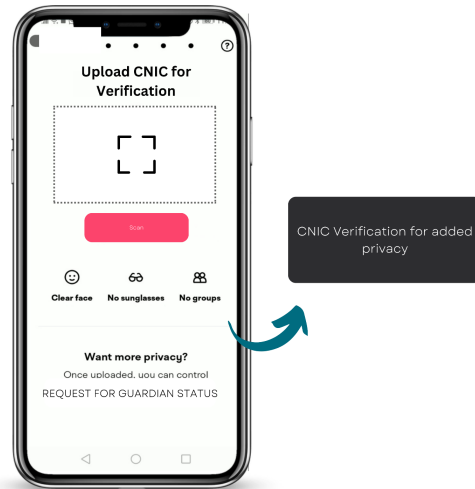 ?
Upload CNIC for
Verification
Scan
Clear face
No sunglasses
No groups
Want more privacy?
Once uploaded, you can control
REQUEST FOR GUARDIAN STATUS
CNIC Verification for added
privacy